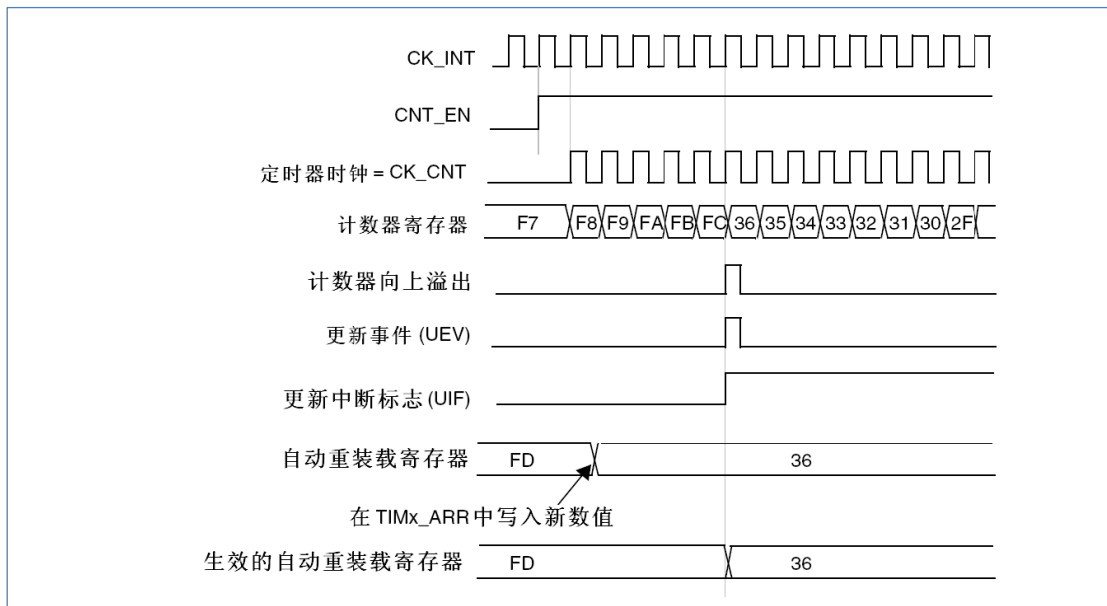 CK_INT
CNT_EN
定时器时钟 = CK_CNT
计数器寄存器 F7 F8 F9 FA FB FC 36 35 34 33 32 31 30 2F
计数器向上溢出
更新事件 (UEV)
更新中断标志 (UIF)
自动重装载寄存器 FD 36
在 TIMx_ARR 中写入新数值
生效的自动重装载寄存器 FD 36